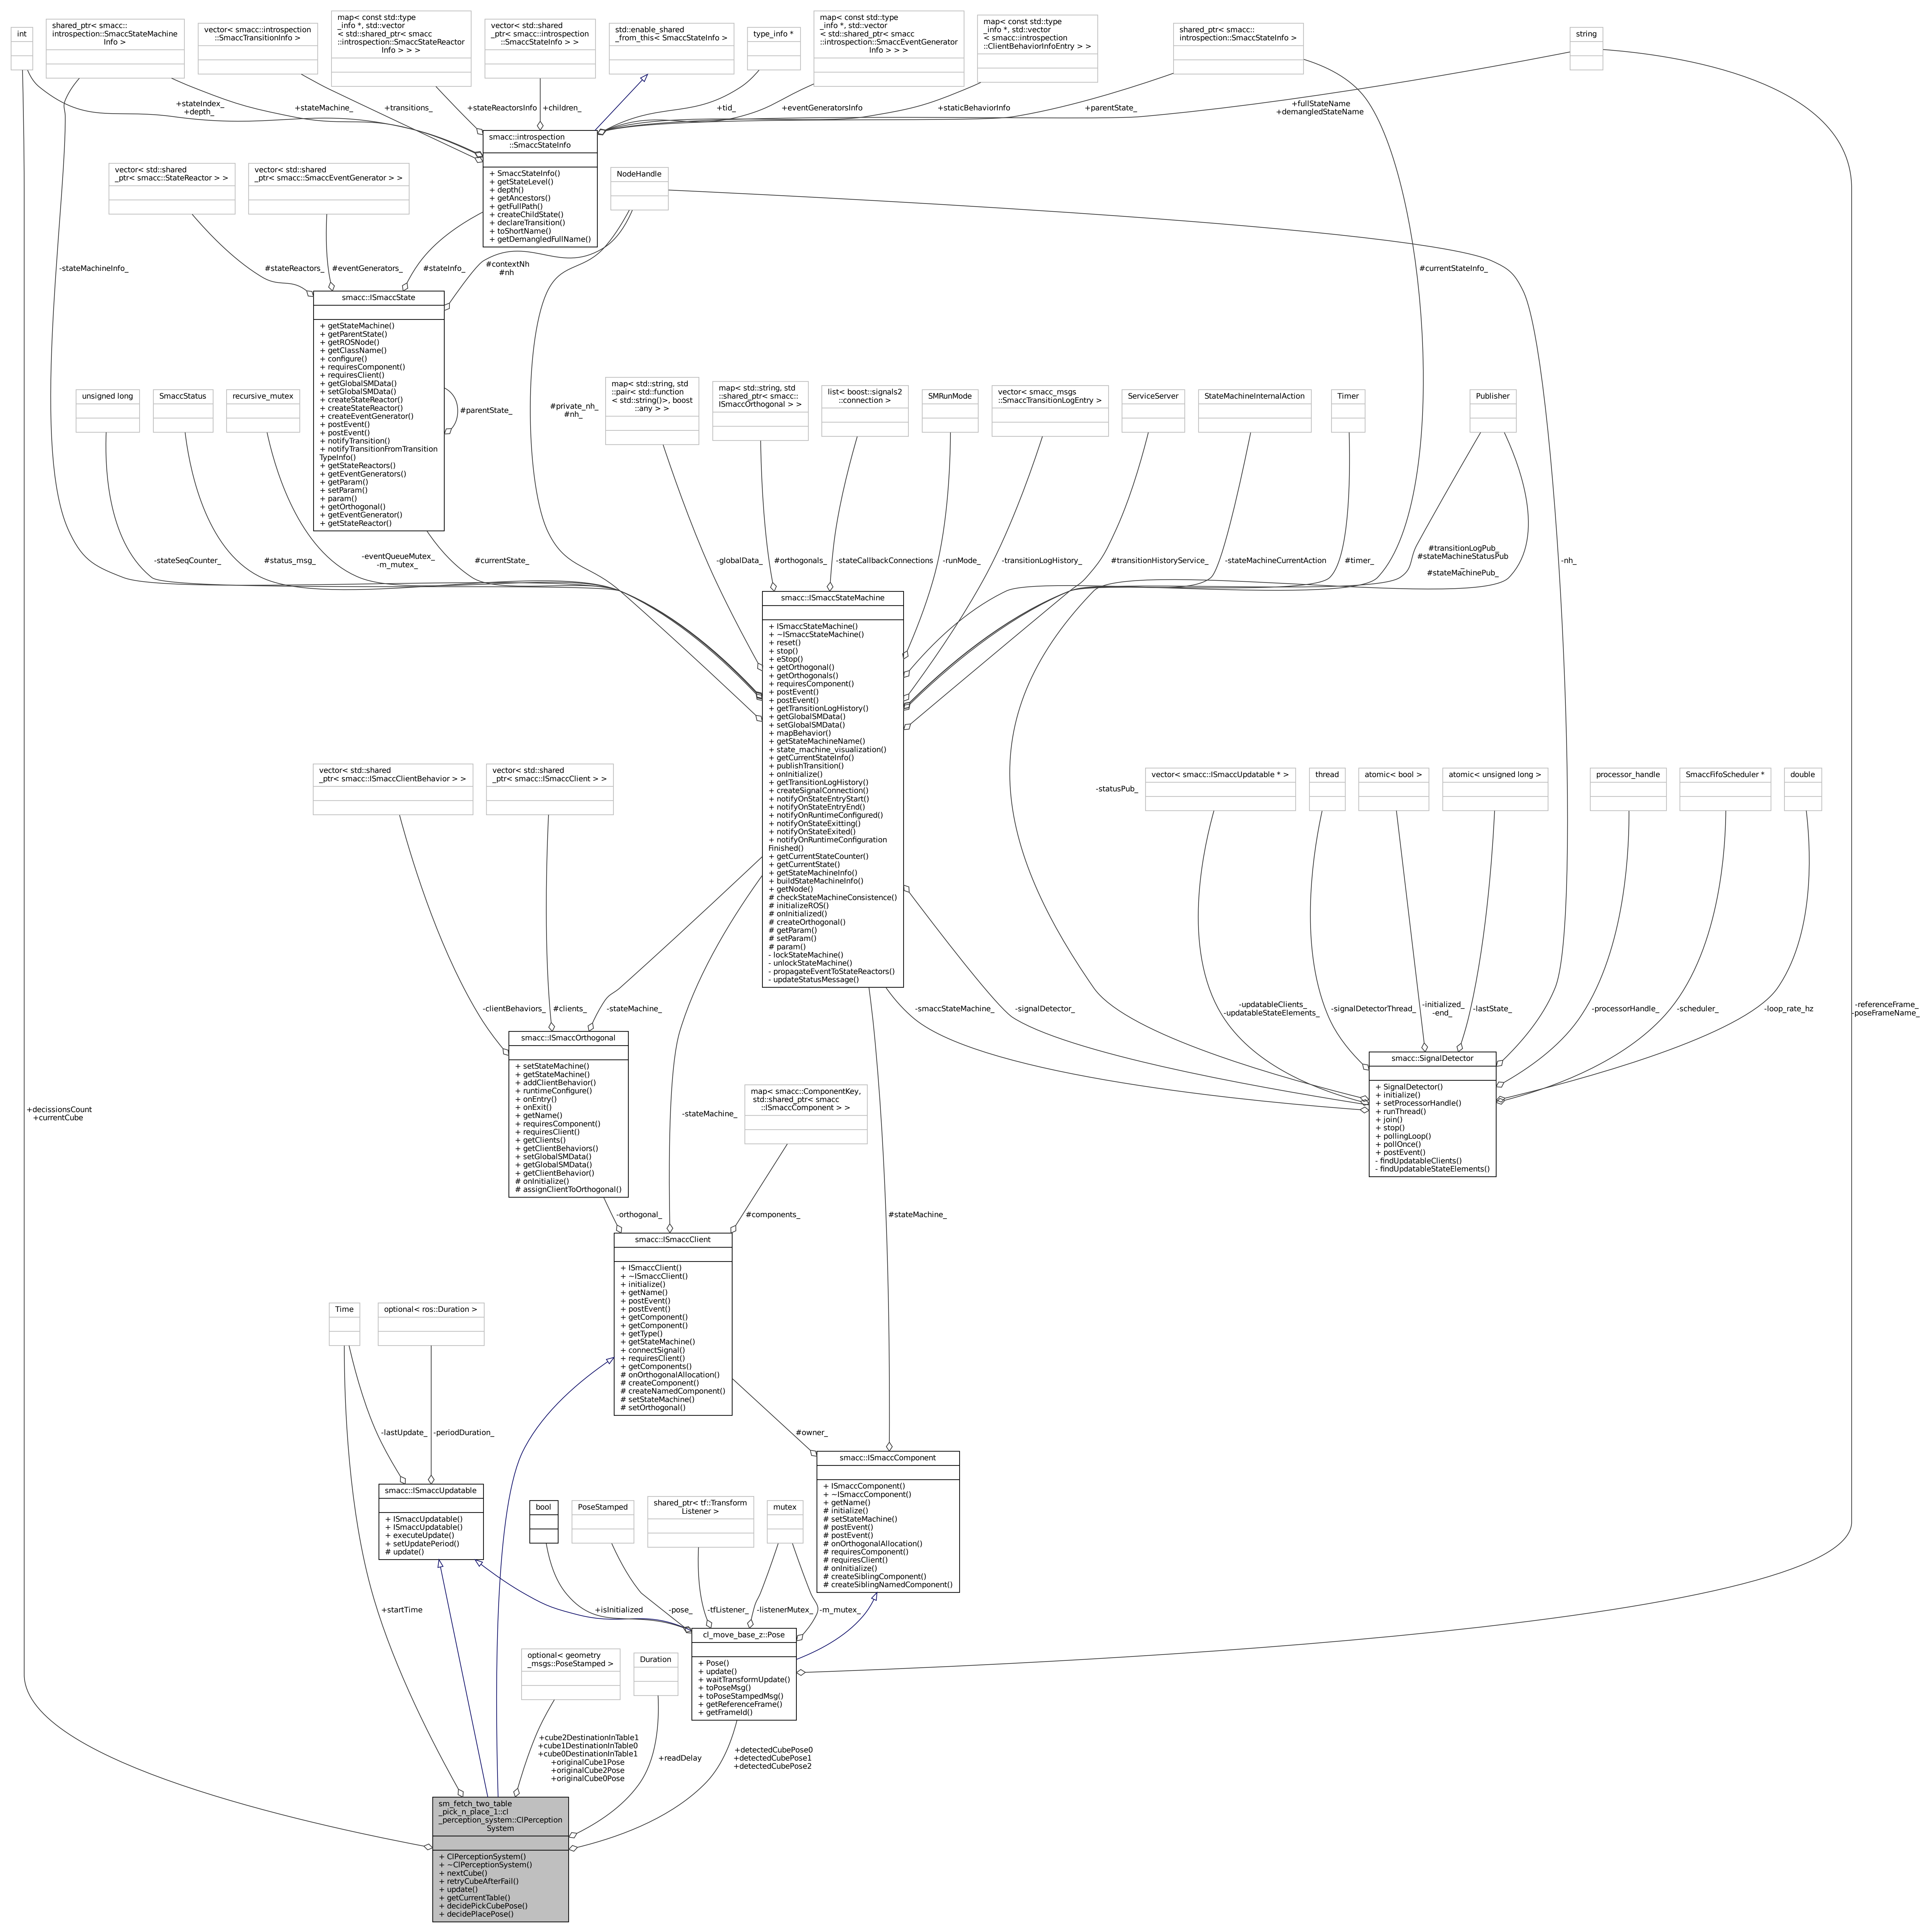 int
shared_ptr< smacc::
introspection::SmaccStateMachine
Info >
vector< smacc::introspection
::SmaccTransitionInfo >
map< const std::type
_info *, std::vector
< std::shared_ptr< smacc
::introspection::SmaccStateReactor
Info > > >
vector< std::shared
_ptr< smacc::introspection
::SmaccStateInfo > >
std::enable_shared
_from_this< SmaccStateInfo >
type_info *
map< const std::type
_info *, std::vector
< std::shared_ptr< smacc
::introspection::SmaccEventGenerator
Info > > >
map< const std::type
_info *, std::vector
< smacc::introspection
::ClientBehaviorInfoEntry > >
shared_ptr< smacc::
introspection::SmaccStateInfo >
string
+stateIndex_
+depth_
+stateMachine_
+transitions_
+stateReactorsInfo
+children_
+tid_
+eventGeneratorsInfo
+staticBehaviorInfo
+parentState_
+fullStateName
+demangledStateName
smacc::introspection
::SmaccStateInfo
+ SmaccStateInfo()
+ getStateLevel()
+ depth()
+ getAncestors()
+ getFullPath()
+ createChildState()
+ declareTransition()
+ toShortName()
+ getDemangledFullName()
vector< std::shared
_ptr< smacc::StateReactor > >
vector< std::shared
_ptr< smacc::SmaccEventGenerator > >
NodeHandle
-stateMachineInfo_
#stateReactors_
#eventGenerators_
#stateInfo_
#contextNh
#nh
#currentStateInfo_
smacc::ISmaccState
+ getStateMachine()
+ getParentState()
+ getROSNode()
+ getClassName()
+ configure()
+ requiresComponent()
+ requiresClient()
+ getGlobalSMData()
+ setGlobalSMData()
+ createStateReactor()
+ createStateReactor()
+ createEventGenerator()
+ postEvent()
+ postEvent()
+ notifyTransition()
+ notifyTransitionFromTransition
TypeInfo()
+ getStateReactors()
+ getEventGenerators()
+ getParam()
+ setParam()
+ param()
+ getOrthogonal()
+ getEventGenerator()
+ getStateReactor()
#parentState_
#private_nh_
#nh_
unsigned long
SmaccStatus
recursive_mutex
map< std::string, std
::pair< std::function
< std::string()>, boost
::any > >
map< std::string, std
::shared_ptr< smacc::
ISmaccOrthogonal > >
list< boost::signals2
::connection >
SMRunMode
vector< smacc_msgs
::SmaccTransitionLogEntry >
ServiceServer
StateMachineInternalAction
Timer
Publisher
-stateSeqCounter_
#status_msg_
-eventQueueMutex_
-m_mutex_
#currentState_
-globalData_
#orthogonals_
-stateCallbackConnections
-runMode_
-transitionLogHistory_
#transitionHistoryService_
-stateMachineCurrentAction
#timer_
#transitionLogPub_
#stateMachineStatusPub
_
#stateMachinePub_
-nh_
smacc::ISmaccStateMachine
+ ISmaccStateMachine()
+ ~ISmaccStateMachine()
+ reset()
+ stop()
+ eStop()
+ getOrthogonal()
+ getOrthogonals()
+ requiresComponent()
+ postEvent()
+ postEvent()
+ getTransitionLogHistory()
+ getGlobalSMData()
+ setGlobalSMData()
+ mapBehavior()
+ getStateMachineName()
+ state_machine_visualization()
+ getCurrentStateInfo()
+ publishTransition()
+ onInitialize()
+ getTransitionLogHistory()
+ createSignalConnection()
+ notifyOnStateEntryStart()
+ notifyOnStateEntryEnd()
+ notifyOnRuntimeConfigured()
+ notifyOnStateExitting()
+ notifyOnStateExited()
+ notifyOnRuntimeConfiguration
Finished()
+ getCurrentStateCounter()
+ getCurrentState()
+ getStateMachineInfo()
+ buildStateMachineInfo()
+ getNode()
# checkStateMachineConsistence()
# initializeROS()
# onInitialized()
# createOrthogonal()
# getParam()
# setParam()
# param()
- lockStateMachine()
- unlockStateMachine()
- propagateEventToStateReactors()
- updateStatusMessage()
vector< std::shared
_ptr< smacc::ISmaccClientBehavior > >
vector< std::shared
_ptr< smacc::ISmaccClient > >
-statusPub_
vector< smacc::ISmaccUpdatable * >
thread
atomic< bool >
atomic< unsigned long >
processor_handle
SmaccFifoScheduler *
double
-clientBehaviors_
#clients_
-stateMachine_
-smaccStateMachine_
-signalDetector_
-updatableClients_
-updatableStateElements_
-signalDetectorThread_
-initialized_
-end_
-lastState_
-processorHandle_
-scheduler_
-loop_rate_hz
-referenceFrame_
-poseFrameName_
smacc::ISmaccOrthogonal
+ setStateMachine()
+ getStateMachine()
+ addClientBehavior()
+ runtimeConfigure()
+ onEntry()
+ onExit()
+ getName()
+ requiresComponent()
+ requiresClient()
+ getClients()
+ getClientBehaviors()
+ setGlobalSMData()
+ getGlobalSMData()
+ getClientBehavior()
# onInitialize()
# assignClientToOrthogonal()
smacc::SignalDetector
+ SignalDetector()
+ initialize()
+ setProcessorHandle()
+ runThread()
+ join()
+ stop()
+ pollingLoop()
+ pollOnce()
+ postEvent()
- findUpdatableClients()
- findUpdatableStateElements()
+decissionsCount
+currentCube
-stateMachine_
map< smacc::ComponentKey,
std::shared_ptr< smacc
::ISmaccComponent > >
-orthogonal_
#components_
#stateMachine_
smacc::ISmaccClient
+ ISmaccClient()
+ ~ISmaccClient()
+ initialize()
+ getName()
+ postEvent()
+ postEvent()
+ getComponent()
+ getComponent()
+ getType()
+ getStateMachine()
+ connectSignal()
+ requiresClient()
+ getComponents()
# onOrthogonalAllocation()
# createComponent()
# createNamedComponent()
# setStateMachine()
# setOrthogonal()
Time
optional< ros::Duration >
-lastUpdate_
-periodDuration_
#owner_
smacc::ISmaccUpdatable
+ ISmaccUpdatable()
+ ISmaccUpdatable()
+ executeUpdate()
+ setUpdatePeriod()
# update()
smacc::ISmaccComponent
+ ISmaccComponent()
+ ~ISmaccComponent()
+ getName()
# initialize()
# setStateMachine()
# postEvent()
# postEvent()
# onOrthogonalAllocation()
# requiresComponent()
# requiresClient()
# onInitialize()
# createSiblingComponent()
# createSiblingNamedComponent()
bool
PoseStamped
shared_ptr< tf::Transform
Listener >
mutex
+startTime
+isInitialized
-pose_
-tfListener_
-listenerMutex_
-m_mutex_
cl_move_base_z::Pose
+ Pose()
+ update()
+ waitTransformUpdate()
+ toPoseMsg()
+ toPoseStampedMsg()
+ getReferenceFrame()
+ getFrameId()
optional< geometry
_msgs::PoseStamped >
Duration
+cube2DestinationInTable1
+cube1DestinationInTable0
+cube0DestinationInTable1
+originalCube1Pose
+originalCube2Pose
+originalCube0Pose
+readDelay
+detectedCubePose0
+detectedCubePose1
+detectedCubePose2
sm_fetch_two_table
_pick_n_place_1::cl
_perception_system::ClPerception
System
+ ClPerceptionSystem()
+ ~ClPerceptionSystem()
+ nextCube()
+ retryCubeAfterFail()
+ update()
+ getCurrentTable()
+ decidePickCubePose()
+ decidePlacePose()